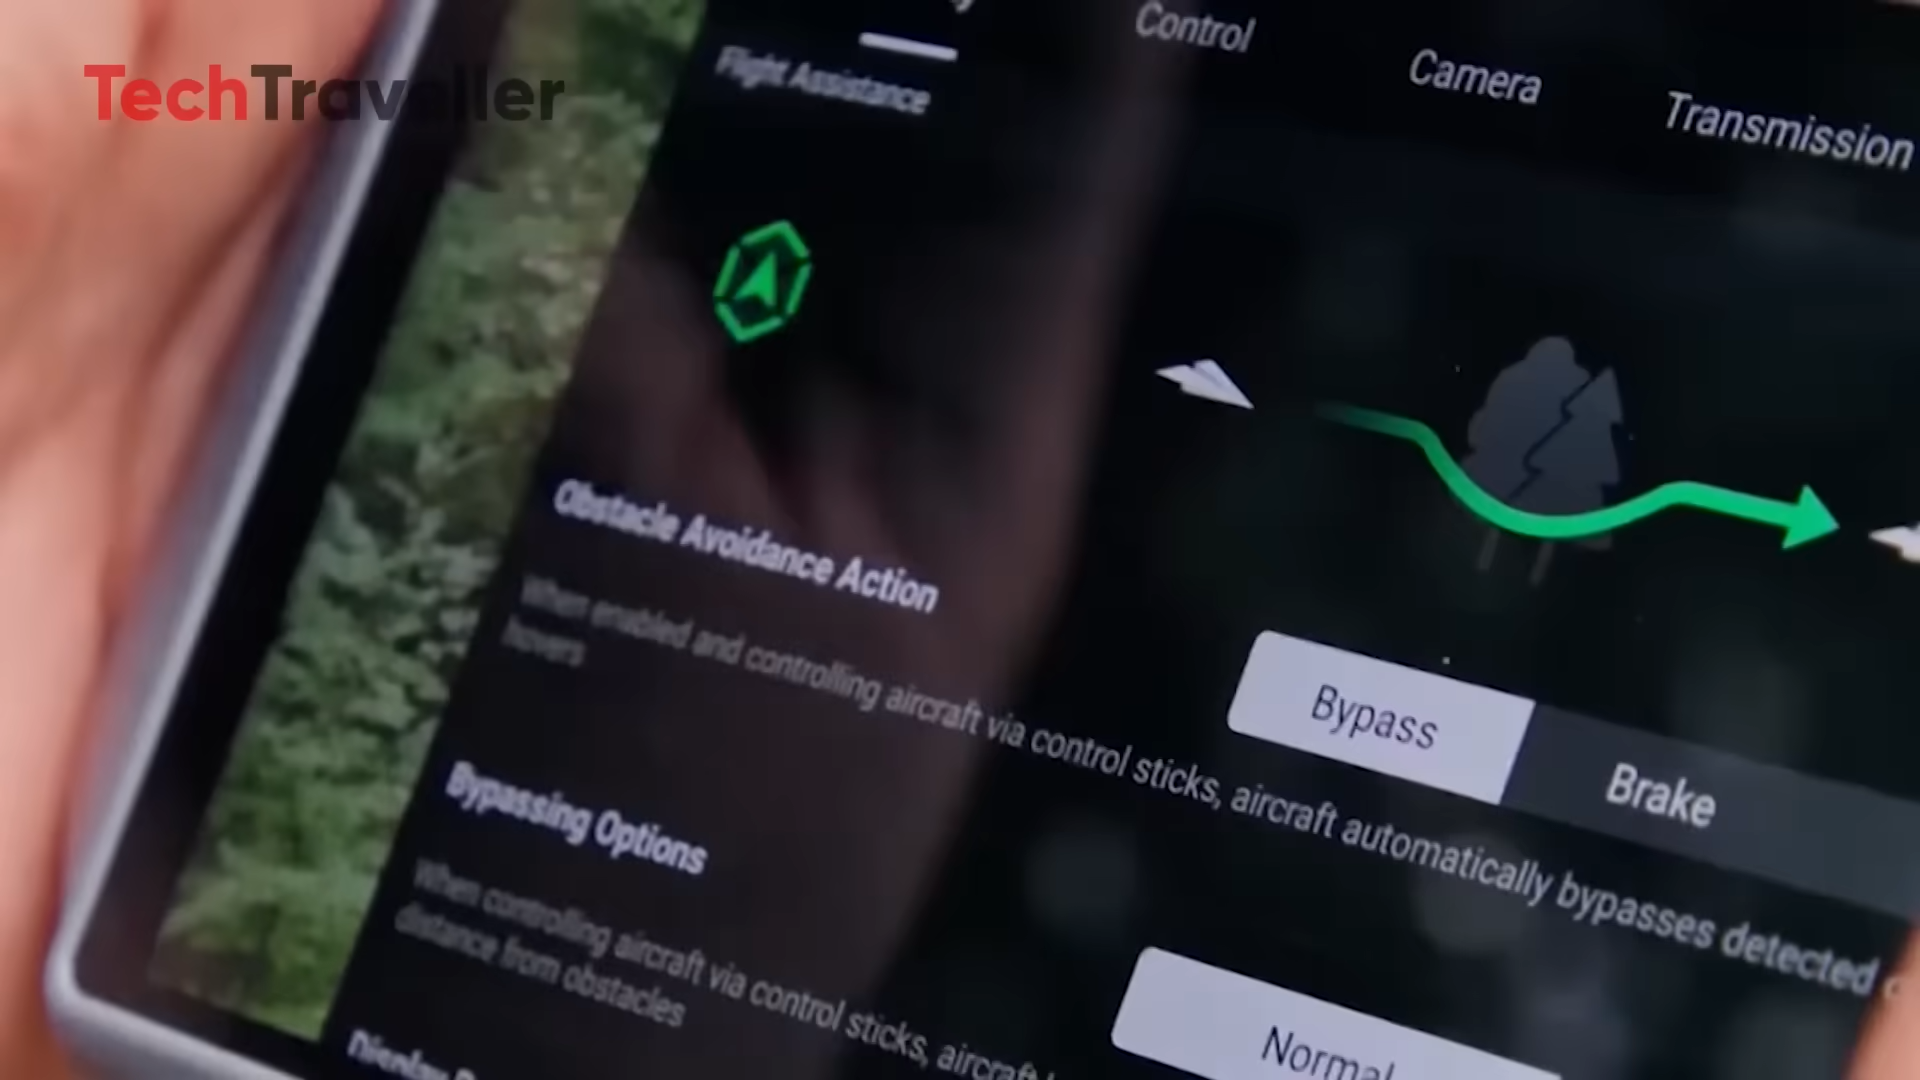 TechTraveller
Control
Camera
Transmission
Flight Assistance
Obstacle Avoidance Action
Bypass
Brake
When enabled and controlling aircraft via control sticks, aircraft automatically bypasses detected
hovers
Bypassing Options
Normal
When controlling aircraft via control sticks, aircraft
distance from obstacles
Display